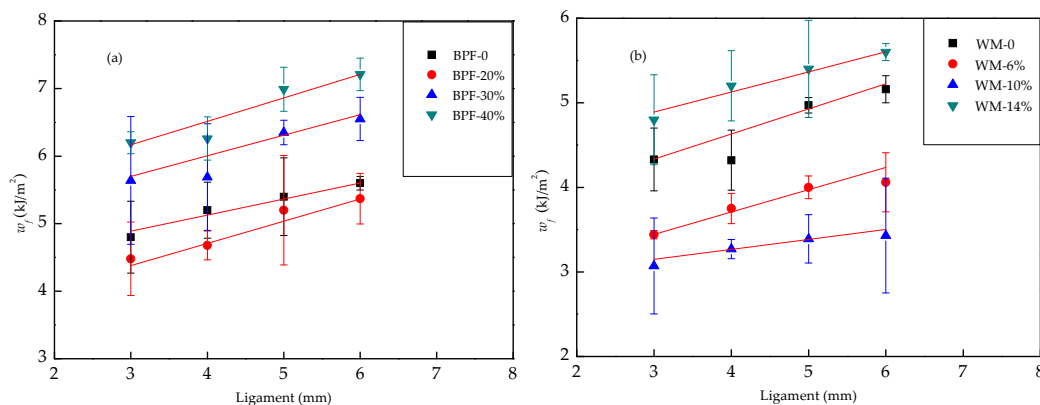 (a)
BPF-0
BPF-20%
BPF-30%
BPF-40%
w_f (kJ/m²)
8
7
6
5
4
3
3 4 5 6 7 8
Ligament (mm)
(b)
WM-0
WM-6%
WM-10%
WM-14%
w_f (kJ/m²)
6
5
4
3
2
3 4 5 6 7 8
Ligament (mm)